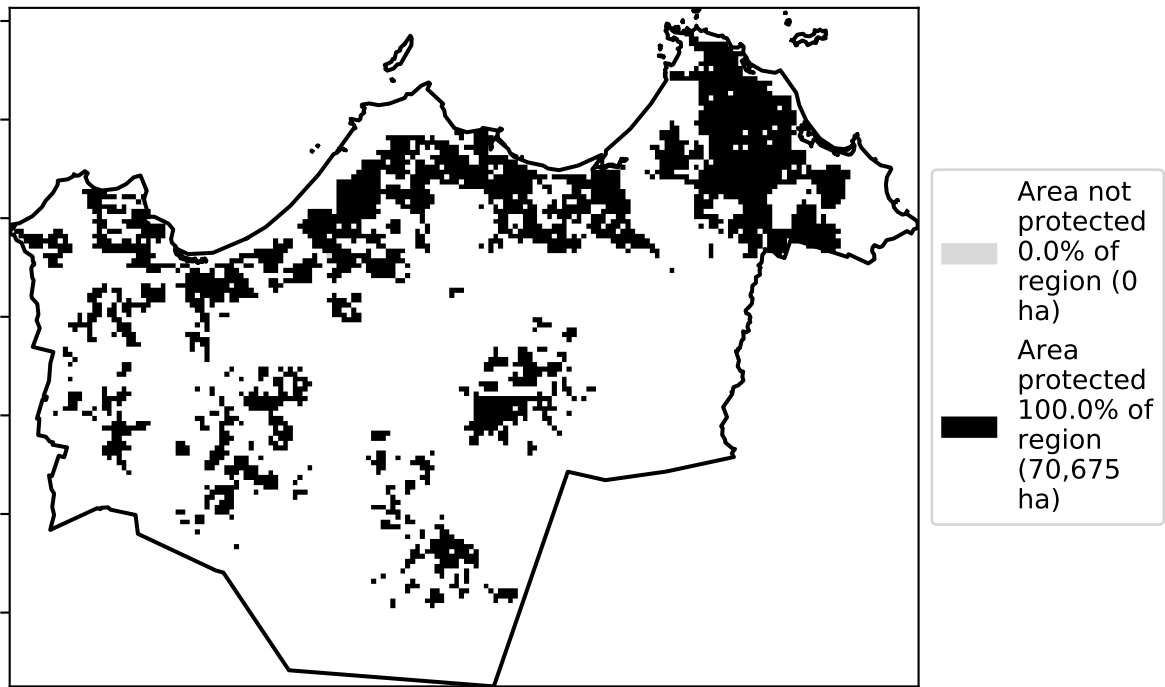 Area not
protected
0.0% of
region (0
ha)
Area
protected
100.0% of
region
(70,675
ha)